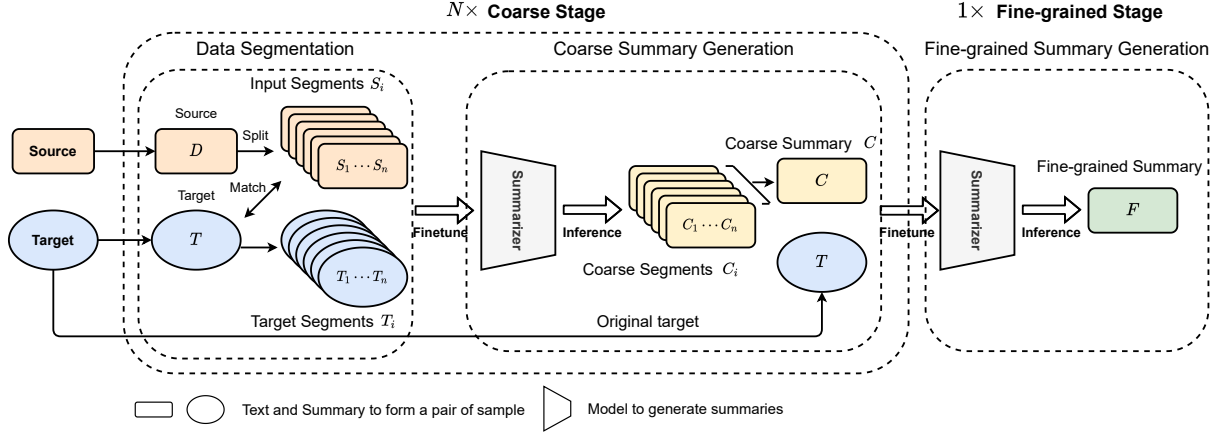 N× Coarse Stage
1× Fine-grained Stage
Data Segmentation
Coarse Summary Generation
Fine-grained Summary Generation
Input Segments S_i
Source
Source
D
Split
S_1 ⋯ S_n
Match
Target
Target
T
T_1 ⋯ T_n
Target Segments T_i
Finetune
Summarizer
Inference
C_1 ⋯ C_n
Coarse Segments C_i
Coarse Summary C
C
T
Original target
Finetune
Summarizer
Inference
Fine-grained Summary
F
Text and Summary to form a pair of sample
Model to generate summaries